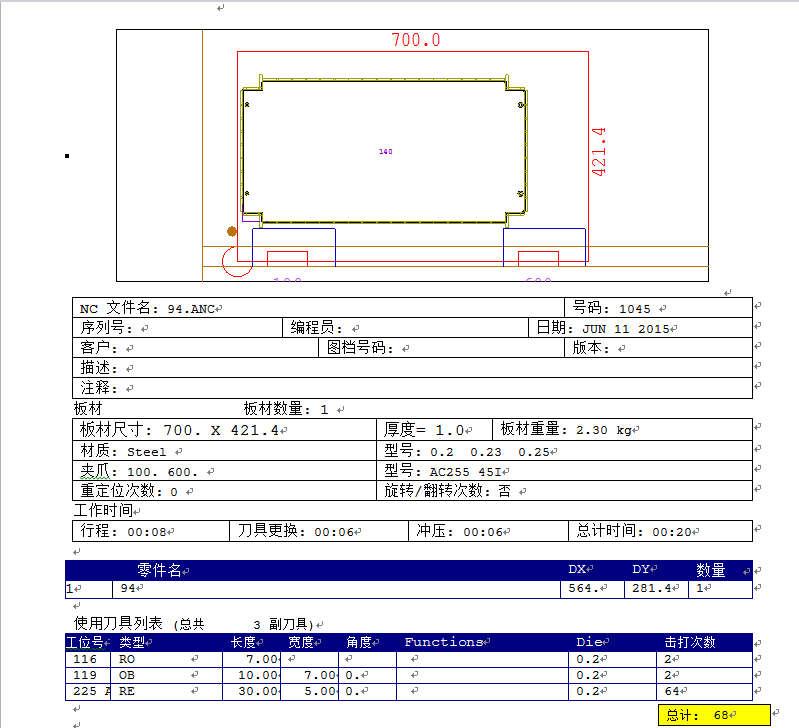 700.0
421.4
140
NC 文件名: 94.ANC 号码: 1045
序列号: 编程员: 日期: JUN 11 2015
客户: 图档号码: 版本:
描述:
注释:
板材 板材数量: 1
板材尺寸: 700. X 421.4 厚度= 1.0 板材重量: 2.30 kg
材质: Steel 型号: 0.2 0.23 0.25
夹爪: 100. 600. 型号: AC255 45I
重定位次数: 0 旋转/翻转次数: 否
工作时间
行程: 00:08 刀具更换: 00:06 冲压: 00:06 总计时间: 00:20
零件名 DX DY 数量
1 94 564. 281.4 1
使用刀具列表 (总共 3 副刀具)
工位号 类型 长度 宽度 角度 Functions Die 击打次数
116 RO 7.00 0.2 2
119 OB 10.00 7.00 0. 0.2 2
225 A RE 30.00 5.00 0. 0.2 64
总计: 68